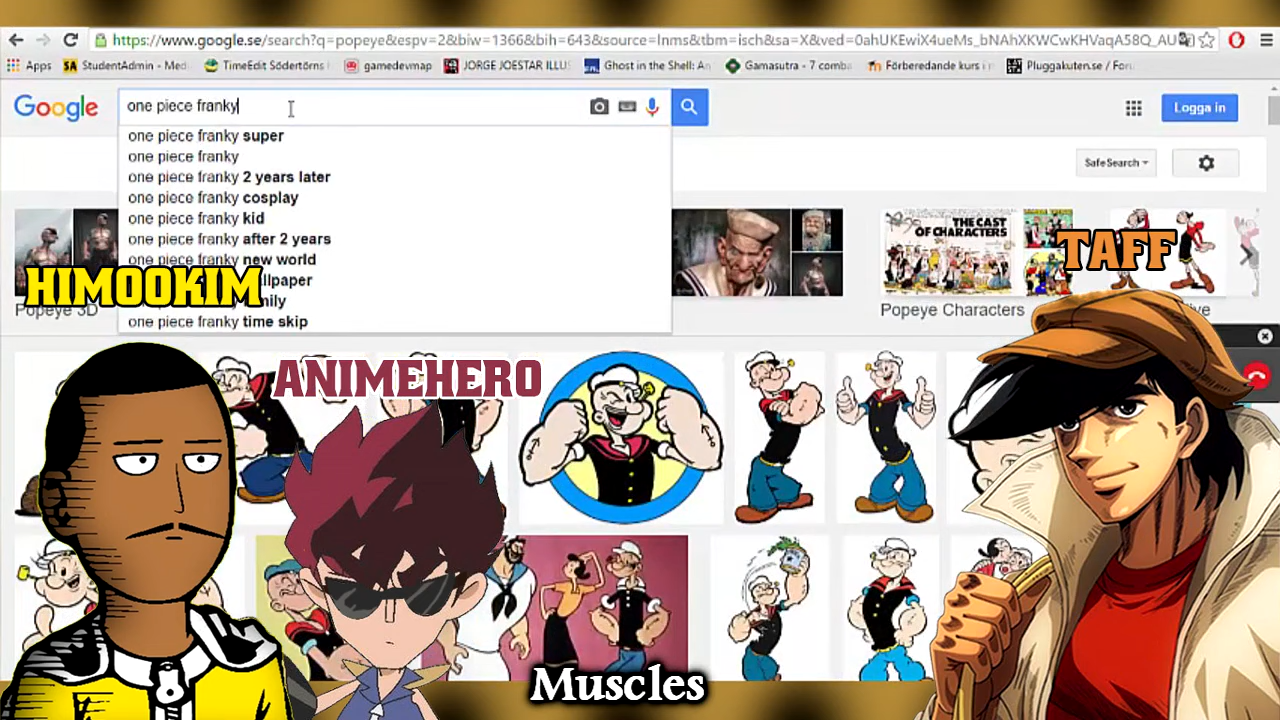 https://www.google.se/search?q=popeye&espv=2&biw=1366&bih=643&source=lnms&tbm=isch&sa=X&ved=0ahUKEwiX4ueMs_bNAhXKWCwKHVaqA58Q_AU
Apps StudentAdmin - Med TimeEdit Södertörns gamedevmap JORGE JOESTAR ILLUS Ghost in the Shell: An Gamasutra - 7 comba Förberedande kurs i Pluggakuten.se / For
Google one piece franky Logga in
one piece franky super
one piece franky
one piece franky 2 years later
SafeSearch
one piece franky cosplay
one piece franky kid
THE CAST OF CHARACTERS
one piece franky after 2 years
one piece franky new world
TAFF
HIMOOKIM
Popeye 3D
Popeye Characters
one piece franky time skip
ANIMEHERO
Muscles